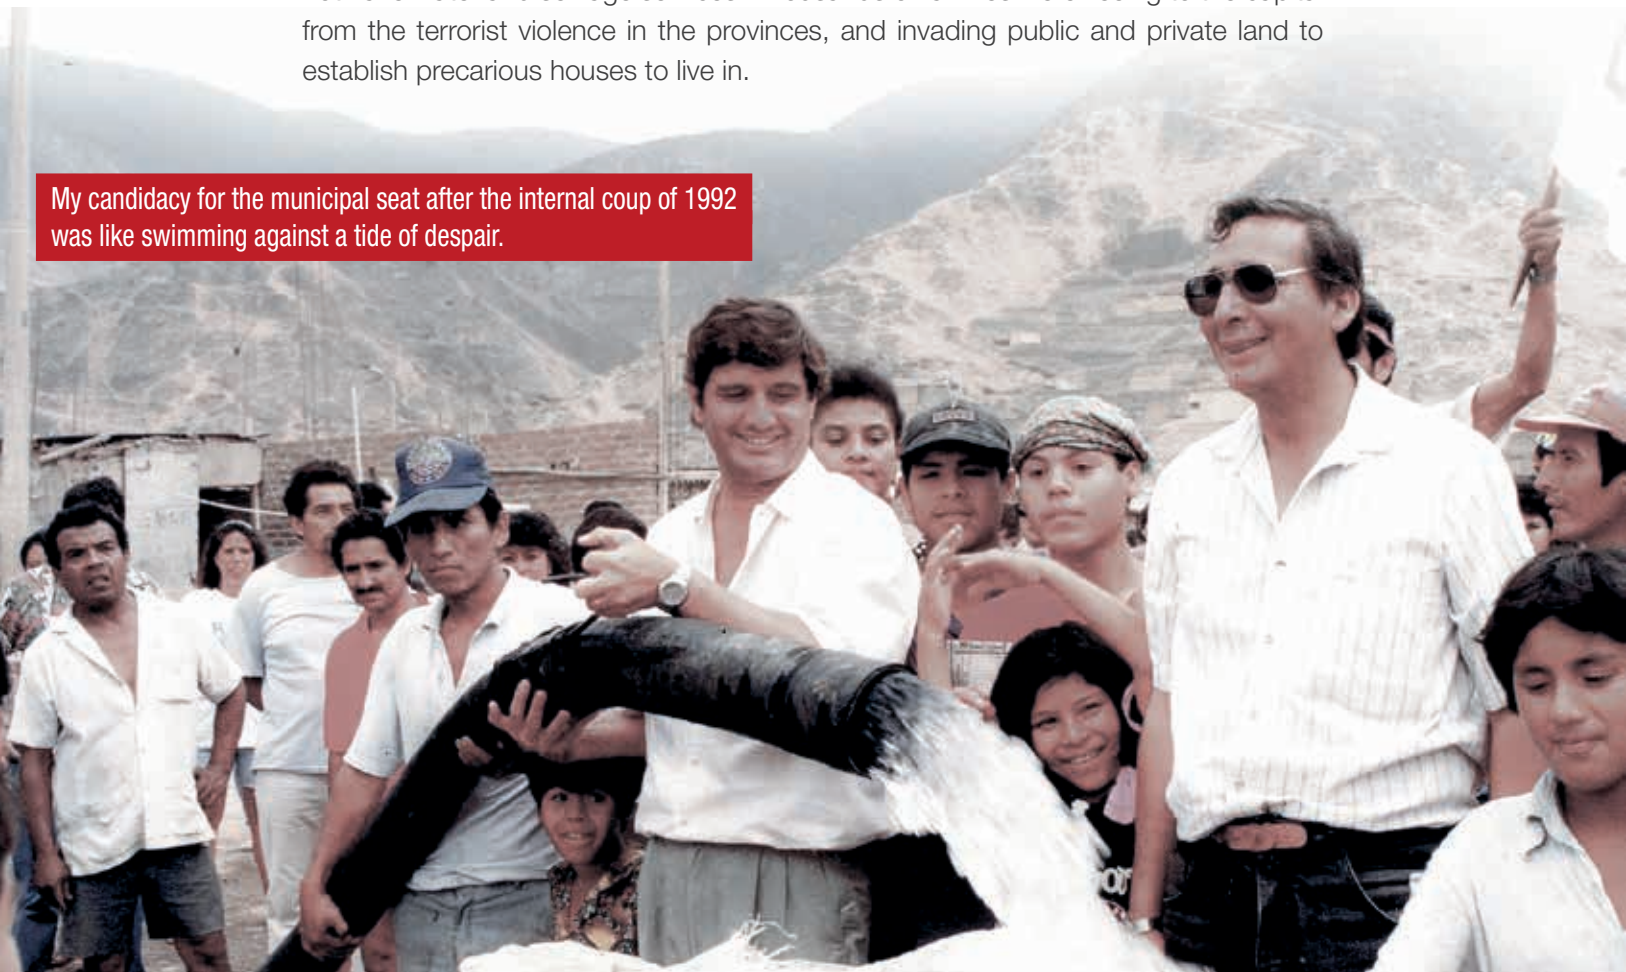 from the terrorist violence in the provinces, and invading public and private land to
establish precarious houses to live in.
My candidacy for the municipal seat after the internal coup of 1992
was like swimming against a tide of despair.